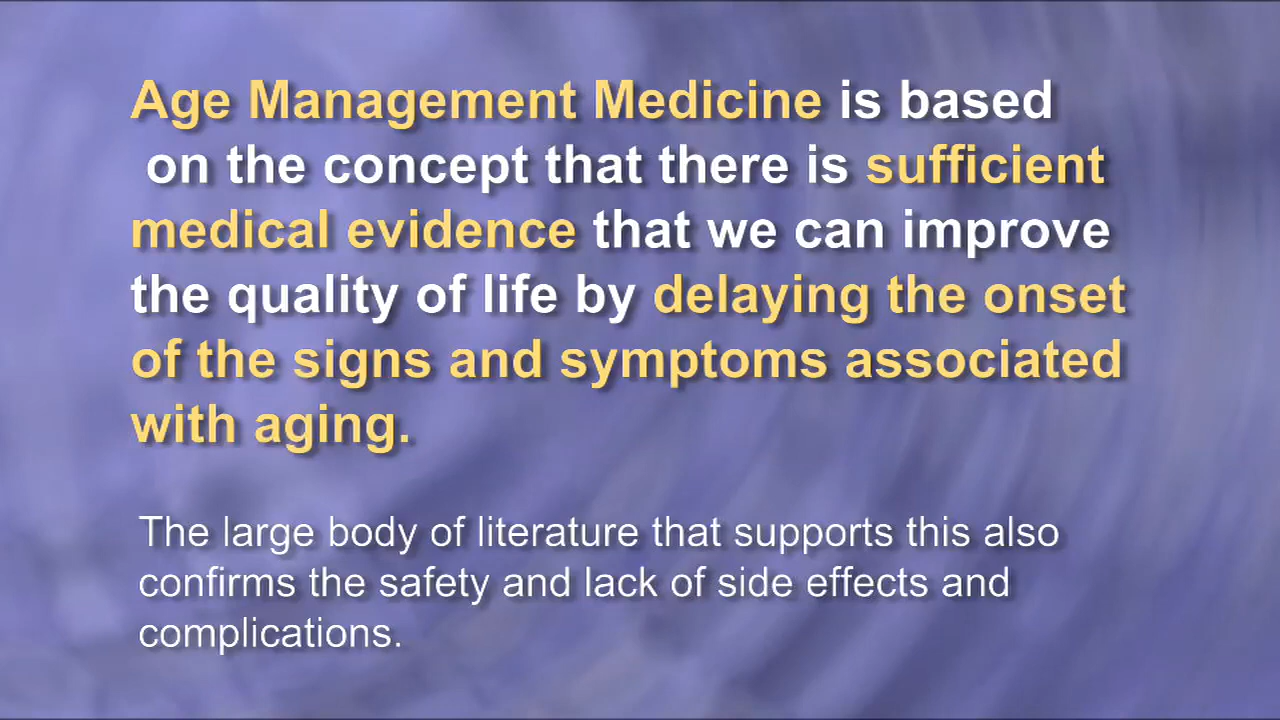 Age Management Medicine is based
on the concept that there is sufficient
medical evidence that we can improve
the quality of life by delaying the onset
of the signs and symptoms associated
with aging.
The large body of literature that supports this also
confirms the safety and lack of side effects and
complications.